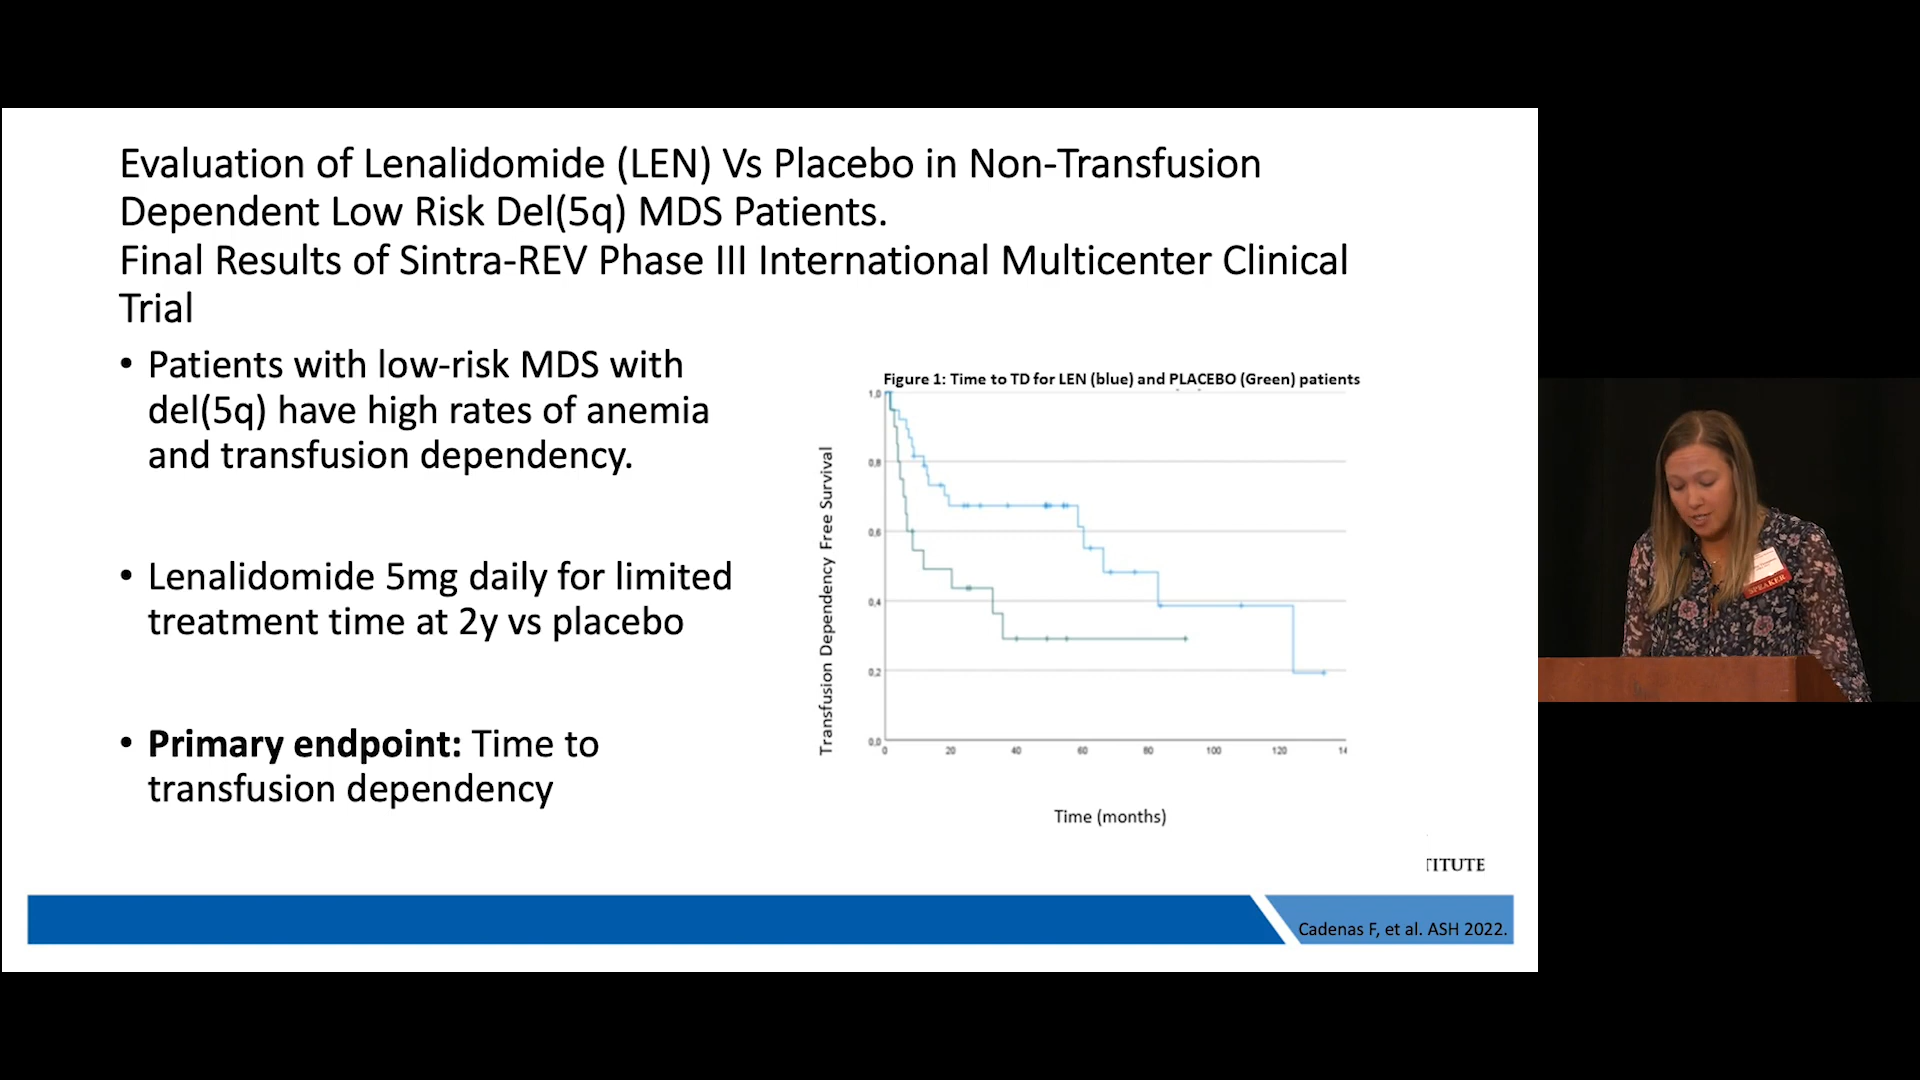 Evaluation of Lenalidomide (LEN) Vs Placebo in Non-Transfusion
Dependent Low Risk Del(5q) MDS Patients.
Final Results of Sintra-REV Phase III International Multicenter Clinical
Trial
• Patients with low-risk MDS with
del(5q) have high rates of anemia
and transfusion dependency.
• Lenalidomide 5mg daily for limited
treatment time at 2y vs placebo
• Primary endpoint: Time to
transfusion dependency
Figure 1: Time to TD for LEN (blue) and PLACEBO (Green) patients
Transfusion Dependency Free Survival
1,0
0,8
0,6
0,4
0,2
0,0
0 20 40 60 80 100 120 14
Time (months)
TITUTE
Cadenas F, et al. ASH 2022.
SPEAKER